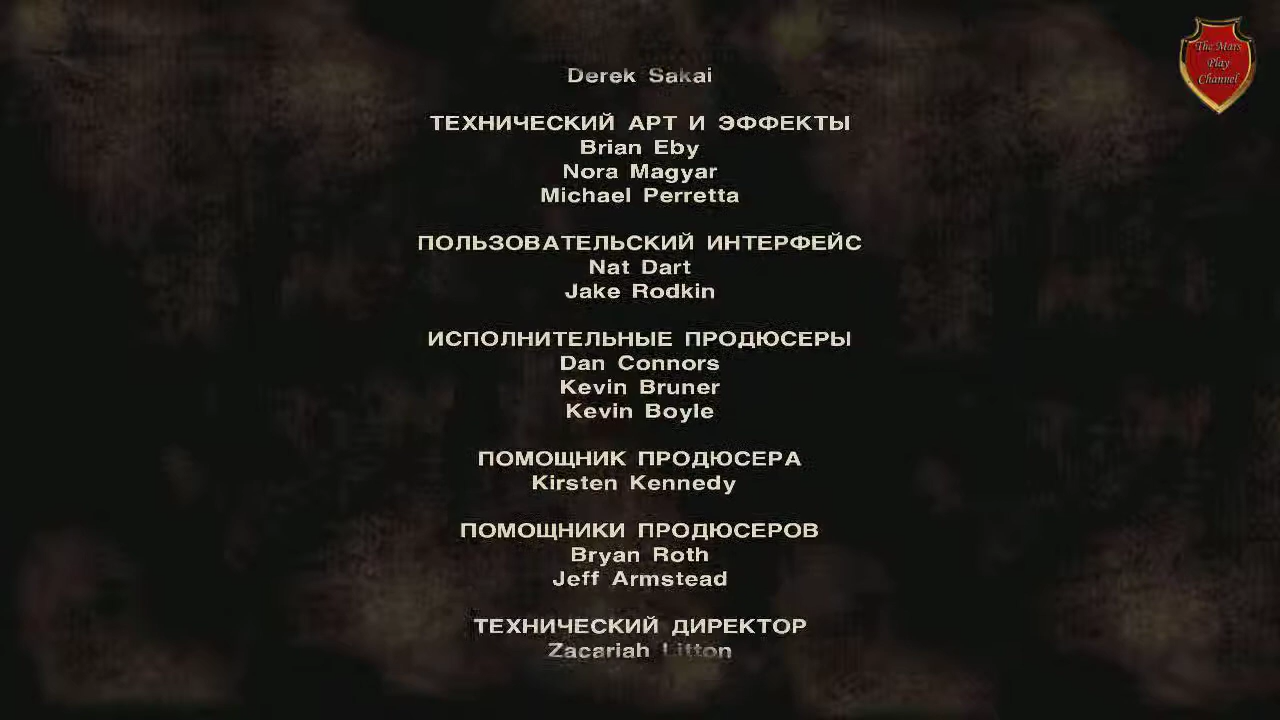 Derek Sakai
ТЕХНИЧЕСКИЙ АРТ И ЭФФЕКТЫ
Brian Eby
Nora Magyar
Michael Perretta
ПОЛЬЗОВАТЕЛЬСКИЙ ИНТЕРФЕЙС
Nat Dart
Jake Rodkin
ИСПОЛНИТЕЛЬНЫЕ ПРОДЮСЕРЫ
Dan Connors
Kevin Bruner
Kevin Boyle
ПОМОЩНИК ПРОДЮСЕРА
Kirsten Kennedy
ПОМОЩНИКИ ПРОДЮСЕРОВ
Bryan Roth
Jeff Armstead
ТЕХНИЧЕСКИЙ ДИРЕКТОР
Zacariah Litton
The Mars
Play
Channel